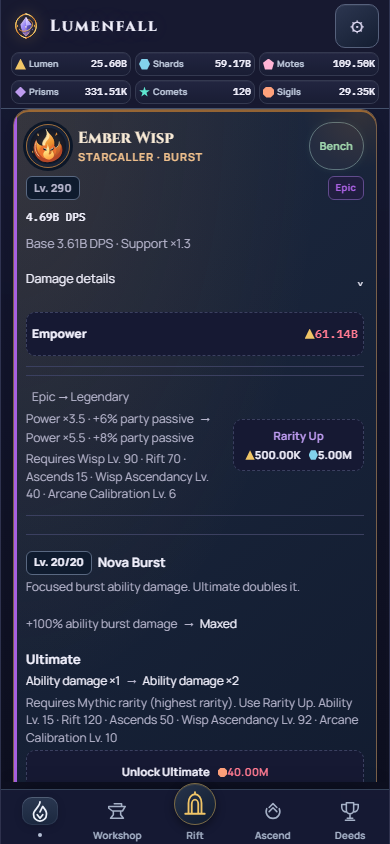 LUMENFALL
Lumen 25.60B
Shards 59.17B
Motes 109.50K
Prisms 331.51K
Comets 120
Sigils 29.35K
EMBER WISP
STARCALLER · BURST
Bench
Lv. 290
Epic
4.69B DPS
Base 3.61B DPS · Support ×1.3
Damage details
Empower 61.14B
Epic → Legendary
Power ×3.5 · +6% party passive →
Power ×5.5 · +8% party passive
Requires Wisp Lv. 90 · Rift 70 ·
Ascends 15 · Wisp Ascendancy Lv.
40 · Arcane Calibration Lv. 6
Rarity Up
500.00K 5.00M
Lv. 20/20 Nova Burst
Focused burst ability damage. Ultimate doubles it.
+100% ability burst damage → Maxed
Ultimate
Ability damage ×1 → Ability damage ×2
Requires Mythic rarity (highest rarity). Use Rarity Up. Ability
Lv. 15 · Rift 120 · Ascends 50 · Wisp Ascendancy Lv. 92 · Arcane
Calibration Lv. 10
Unlock Ultimate 40.00M
Workshop
Rift
Ascend
Deeds